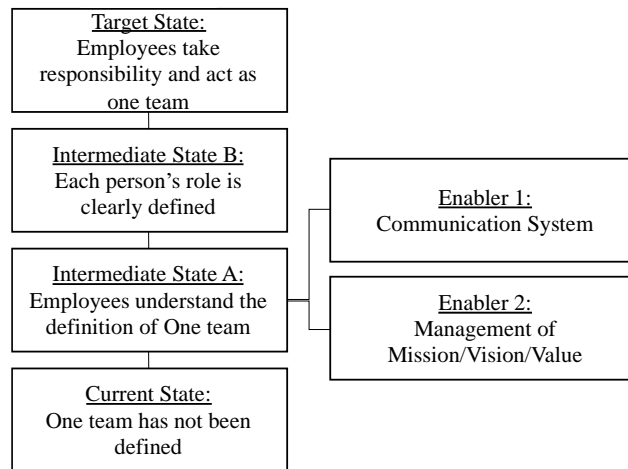 Target State:
Employees take
responsibility and act as
one team
Intermediate State B:
Each person’s role is
clearly defined
Intermediate State A:
Employees understand the
definition of One team
Current State:
One team has not been
defined
Enabler 1:
Communication System
Enabler 2:
Management of
Mission/Vision/Value